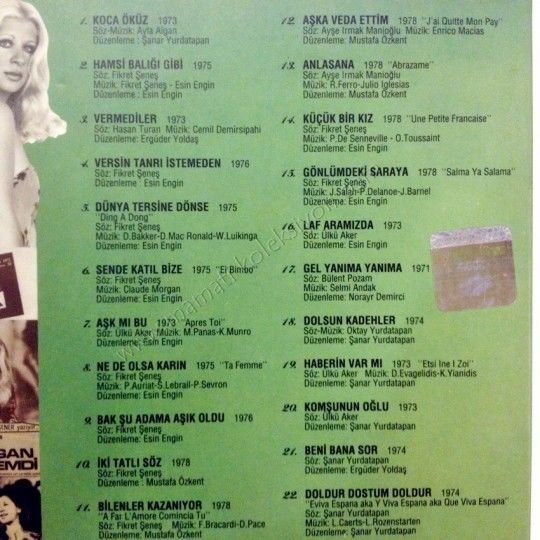 1. KOCA ÖKÜZ 1973
Söz-Müzik: Ayla Algan
Düzenleme : Şanar Yurdatapan
2 HAMSİ BALIĞI GİBİ 1975
Söz: Fikret Şeneş
Müzik: Fikret Şeneş - Esin Engin
Düzenleme : Esin Engin
3. VERMEDİLER 1973
Söz: Hasan Turan Müzik: Cemil Demirsipahi
Düzenleme: Ergüder Yoldaş
4. VERSİN TANRI İSTEMEDEN 1976
Söz: Fikret Şeneş
Düzenleme : Esin Engin
5. DÜNYA TERSİNE DÖNSE 1975
"Ding A Dong"
Söz: Fikret Şeneş
Müzik: D.Bakker-D.Mac Ronald-W.Luikinga
Düzenleme: Esin Engin
6. SENDE KATIL BİZE 1975 "El Bimbo"
Söz: Fikret Şeneş
Müzik: Claude Morgan
Düzenleme: Esin Engin
7. AŞK MI BU 1973 "Apres Toi"
Söz: Ülkü Aker Müzik: M.Panas-K.Munro
Düzenleme: Esin Engin
8. NE DE OLSA KARIN 1975 "Ta Femme"
Söz: Fikret Şeneş
Müzik: P.Auriat-S.Lebrail-P.Sevron
Düzenleme: Esin Engin
9. BAK ŞU ADAMA AŞIK OLDU 1976
Söz: Fikret Şeneş
Düzenleme: Esin Engin
10. İKİ TATLI SÖZ 1978
Söz: Fikret Şeneş
Düzenleme : Mustafa Özkent
11. BİLENLER KAZANIYOR 1978
"A Far L'Amore Comincia Tu"
Söz: Fikret Şeneş Müzik: F.Bracardi-D.Pace
Düzenleme: Mustafa Özkent
12. AŞKA VEDA ETTİM 1978 "J'ai Quitte Mon Pay"
Söz: Ayşe Irmak Manioğlu Müzik: Enrico Macias
Düzenleme: Mustafa Özkent
13. ANLASANA 1978 "Abrazame"
Söz: Ayşe Irmak Manioğlu
Müzik: R.Ferro-Julio Iglesias
Düzenleme: Mustafa Özkent
14. KÜÇÜK BİR KIZ 1978 "Une Petite Francaise"
Söz: Fikret Şeneş
Müzik: P.De Senneville - O.Toussaint
Düzenleme: Esin Engin
15. GÖNLÜMDEKİ SARAYA 1978 "Salma Ya Salama"
Söz: Fikret Şeneş
Müzik: J.Salah-P.Delanoe-J.Barnel
Düzenleme: Esin Engin
16. LAF ARAMIZDA 1973
Söz: Ülkü Aker
Düzenleme: Esin Engin
17. GEL YANIMA YANIMA 1971
Söz: Bülent Pozam
Müzik: Selmi Andak
Düzenleme: Norayr Demirci
18. DOLSUN KADEHLER 1974
Söz-Müzik: Oktay Yurdatapan
Düzenleme: Şanar Yurdatapan
19. HABERİN VAR MI 1973 "Etsi Ine I Zoi"
Söz: Ülkü Aker Müzik: D.Evagelidis-K.Yianidis
Düzenleme: Şanar Yurdatapan
20. KOMŞUNUN OĞLU 1973
Söz: Ülkü Aker
Düzenleme: Şanar Yurdatapan
21. BENİ BANA SOR 1974
Söz: Şanar Yurdatapan
Düzenleme: Ergüder Yoldaş
22 DOLDUR DOSTUM DOLDUR 1974
"Eviva Espana aka Y Viva Espana aka Que Viva Espana"
Söz: Şanar Yurdatapan
Müzik: L.Caerts-L.Rozenstarten
Düzenleme: Şanar Yurdatapan